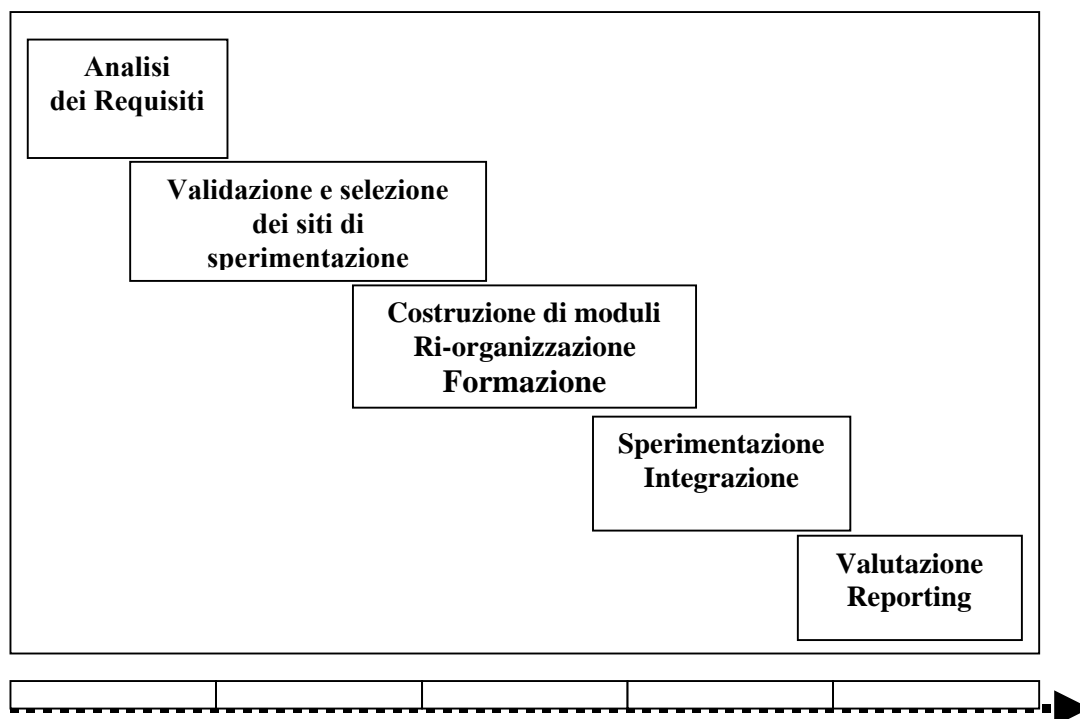 Analisi
dei Requisiti
Validazione e selezione
dei siti di
sperimentazione
Costruzione di moduli
Ri-organizzazione
Formazione
Sperimentazione
Integrazione
Valutazione
Reporting